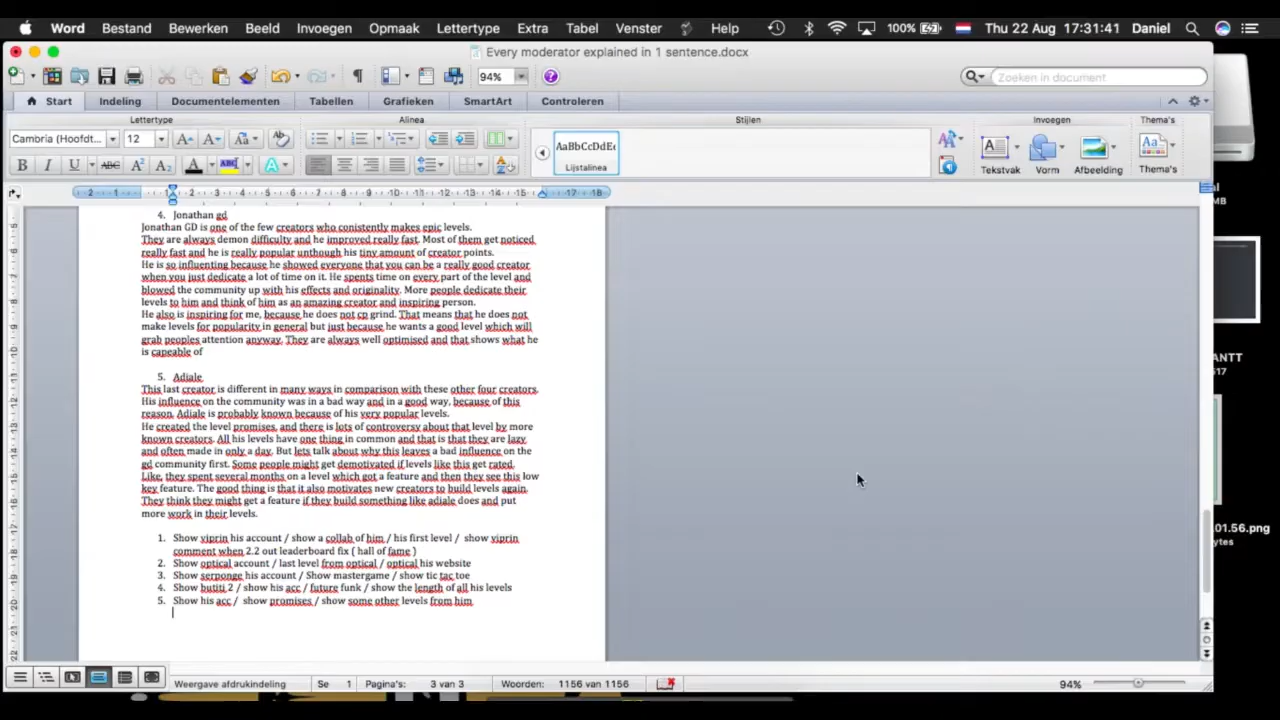 Word Bestand Bewerken Beeld Invoegen Opmaak Lettertype Extra Tabel Venster Help 100% Thu 22 Aug 17:31:41 Daniel
Every moderator explained in 1 sentence.docx
94% Zoeken in document
Start Indeling Documentelementen Tabellen Grafieken SmartArt Controleren
Lettertype Alinea Stijlen Invoegen Thema's
Cambria (Hoofdt... 12
AaBbCcDdEe
Lijstalinea
Tekstvak Vorm Afbeelding Thema's
4. Jonathan gd
Jonathan GD is one of the few creators who conistently makes epic levels.
They are always demon difficulty and he improved really fast. Most of them get noticed
really fast and he is really popular unthough his tiny amount of creator points.
He is so influenting because he showed everyone that you can be a really good creator
when you just dedicate a lot of time on it. He spents time on every part of the level and
blowed the community up with his effects and originality. More people dedicate their
levels to him and think of him as an amazing creator and inspiring person.
He also is inspiring for me, because he does not cp grind. That means that he does not
make levels for popularity in general but just because he wants a good level which will
grab peoples attention anyway. They are always well optimised and that shows what he
is capeable of
5. Adiale
This last creator is different in many ways in comparison with these other four creators.
His influence on the community was in a bad way and in a good way, because of this
reason. Adiale is probably known because of his very popular levels.
He created the level promises, and there is lots of controversy about that level by more
known creators. All his levels have one thing in common and that is that they are lazy
and often made in only a day. But lets talk about why this leaves a bad influence on the
gd community first. Some people might get demotivated if levels like this get rated.
Like, they spent several months on a level which got a feature and then they see this low
key feature. The good thing is that it also motivates new creators to build levels again.
They think they might get a feature if they build something like adiale does and put
more work in their levels.
1. Show viprin his account / show a collab of him / his first level / show viprin
comment when 2.2 out leaderboard fix ( hall of fame )
2. Show optical account / last level from optical / optical his website
3. Show serponge his account / Show mastergame / show tic tac toe
4. Show butiti 2 / show his acc / future funk / show the length of all his levels
5. Show his acc / show promises / show some other levels from him
Weergave afdrukindeling Se 1 Pagina's: 3 van 3 Woorden: 1156 van 1156 94%
MB
ANTT
517
01.56.png
ytes